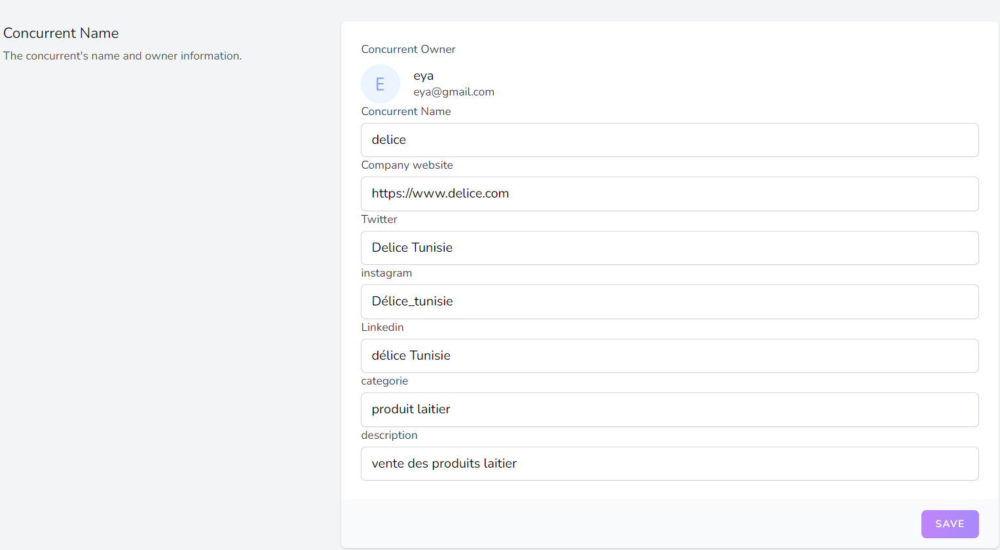 Concurrent Name
The concurrent's name and owner information.
Concurrent Owner
E
eya
eya@gmail.com
Concurrent Name
delice
Company website
https://www.delice.com
Twitter
Delice Tunisie
instagram
Délice_tunisie
Linkedin
délice Tunisie
categorie
produit laitier
description
vente des produits laitier
SAVE